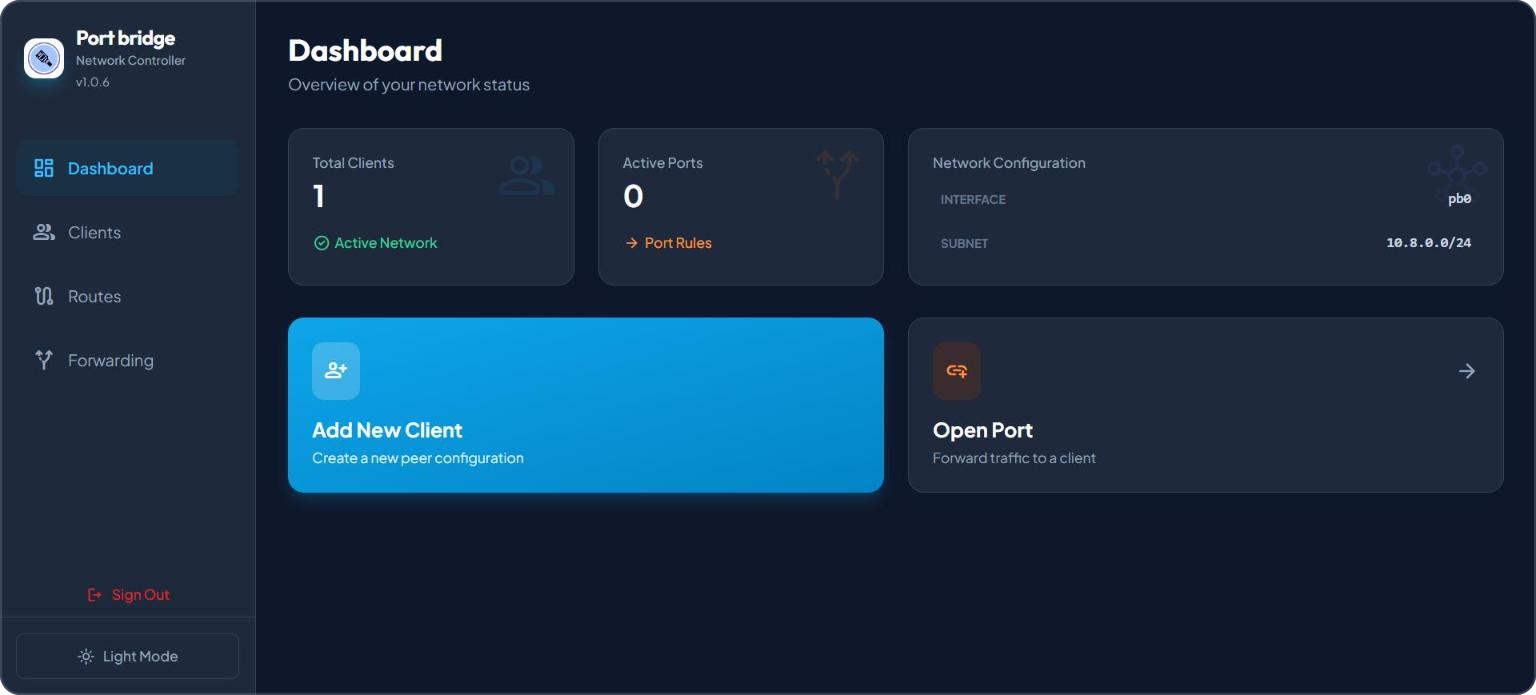 Port bridge
Network Controller
v1.0.6
Dashboard
Clients
Routes
Forwarding
Sign Out
Light Mode
Dashboard
Overview of your network status
Total Clients
1
Active Network
Active Ports
0
Port Rules
Network Configuration
INTERFACE pb0
SUBNET 10.8.0.0/24
Add New Client
Create a new peer configuration
Open Port
Forward traffic to a client